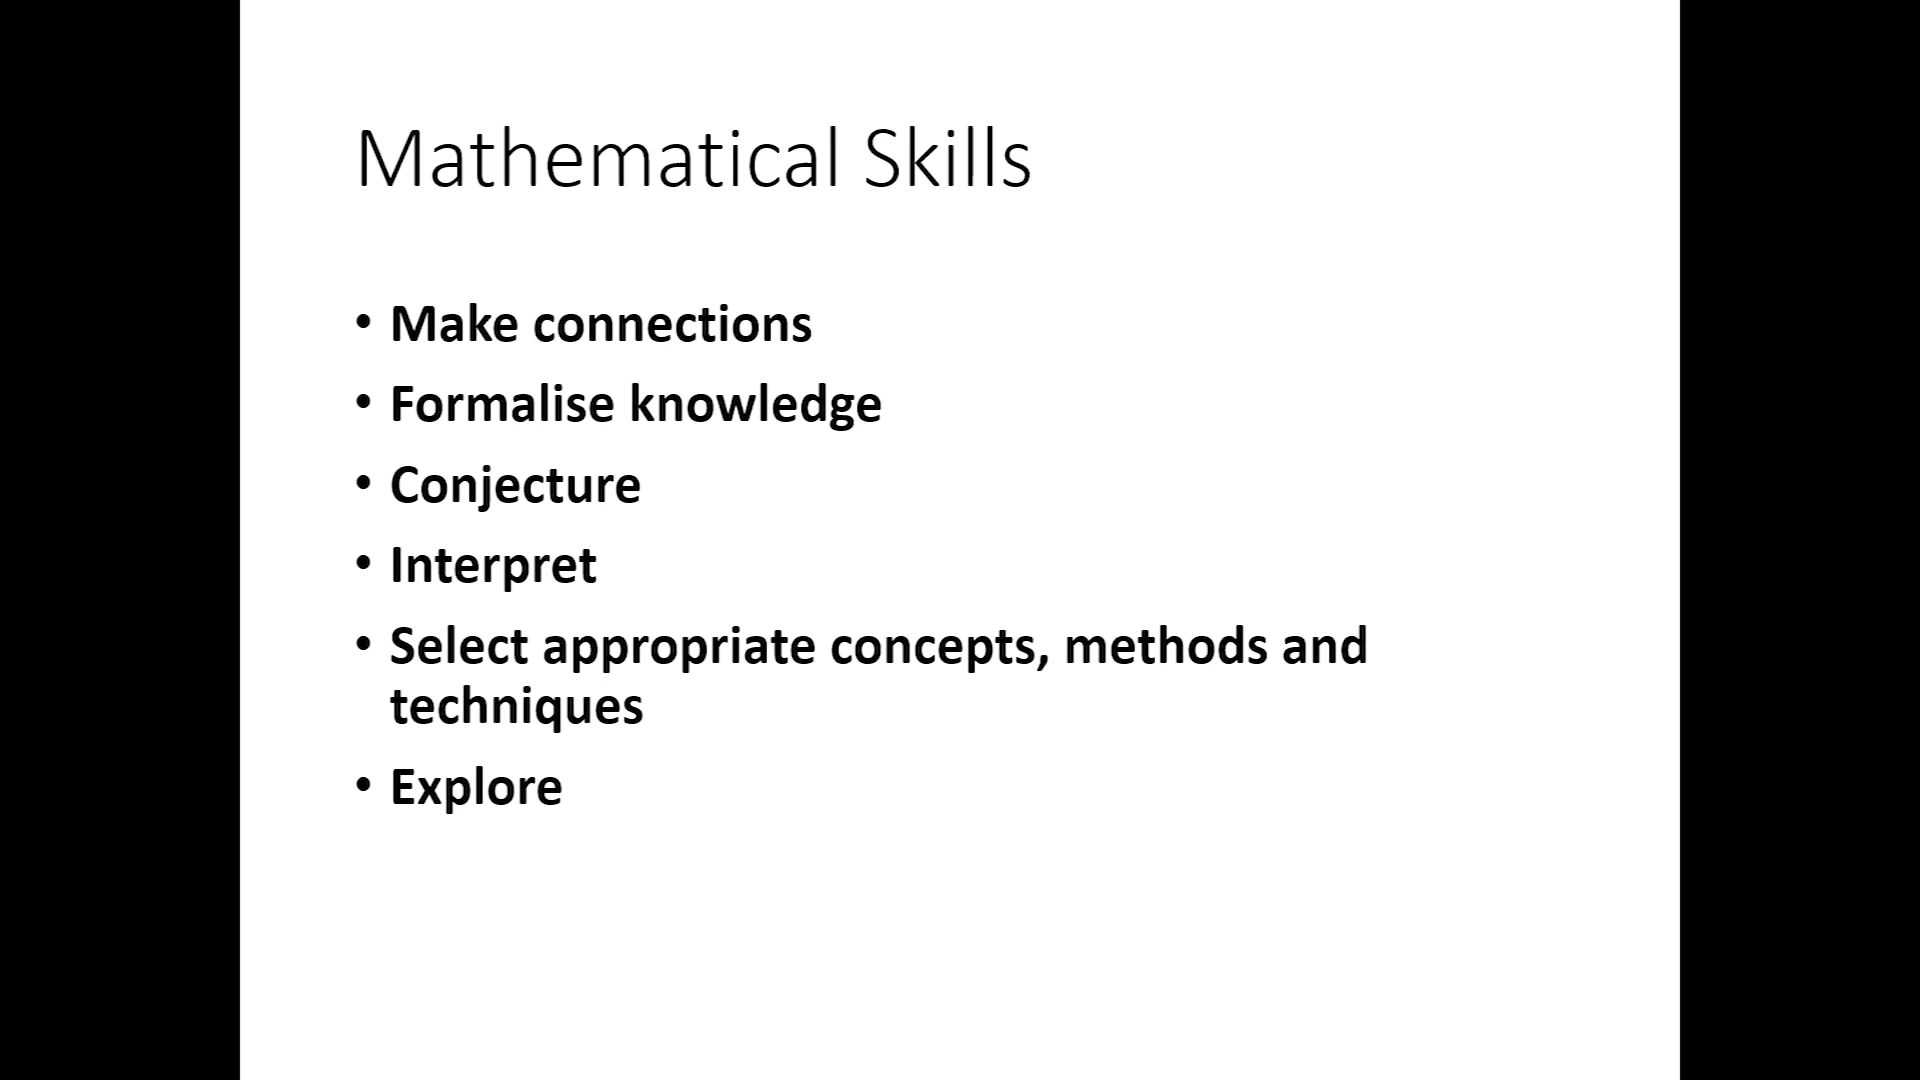 Mathematical Skills
• Make connections
• Formalise knowledge
• Conjecture
• Interpret
• Select appropriate concepts, methods and
techniques
• Explore